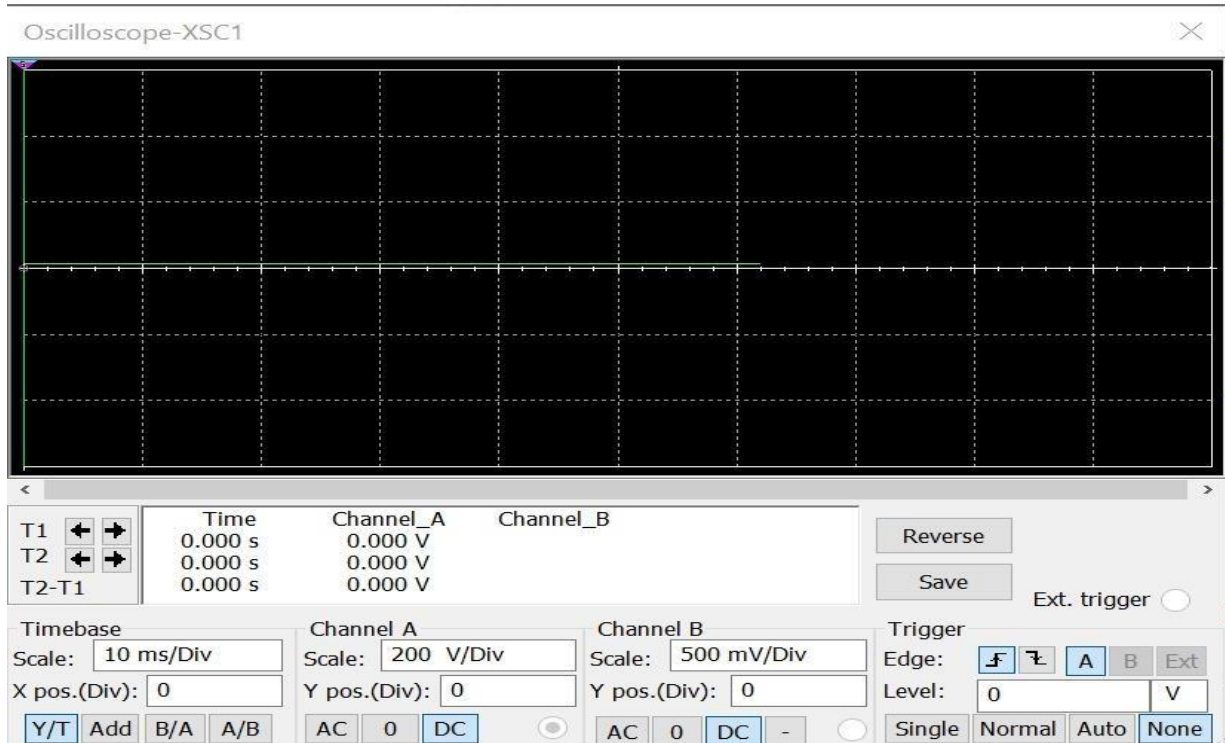 Oscilloscope-XSC1
Time Channel_A Channel_B
T1 0.000 s 0.000 V
T2 0.000 s 0.000 V
T2-T1 0.000 s 0.000 V
Reverse
Save
Ext. trigger
Timebase
Scale: 10 ms/Div
X pos.(Div): 0
Y/T Add B/A A/B
Channel A
Scale: 200 V/Div
Y pos.(Div): 0
AC 0 DC
Channel B
Scale: 500 mV/Div
Y pos.(Div): 0
AC 0 DC -
Trigger
Edge: A B Ext
Level: 0 V
Single Normal Auto None